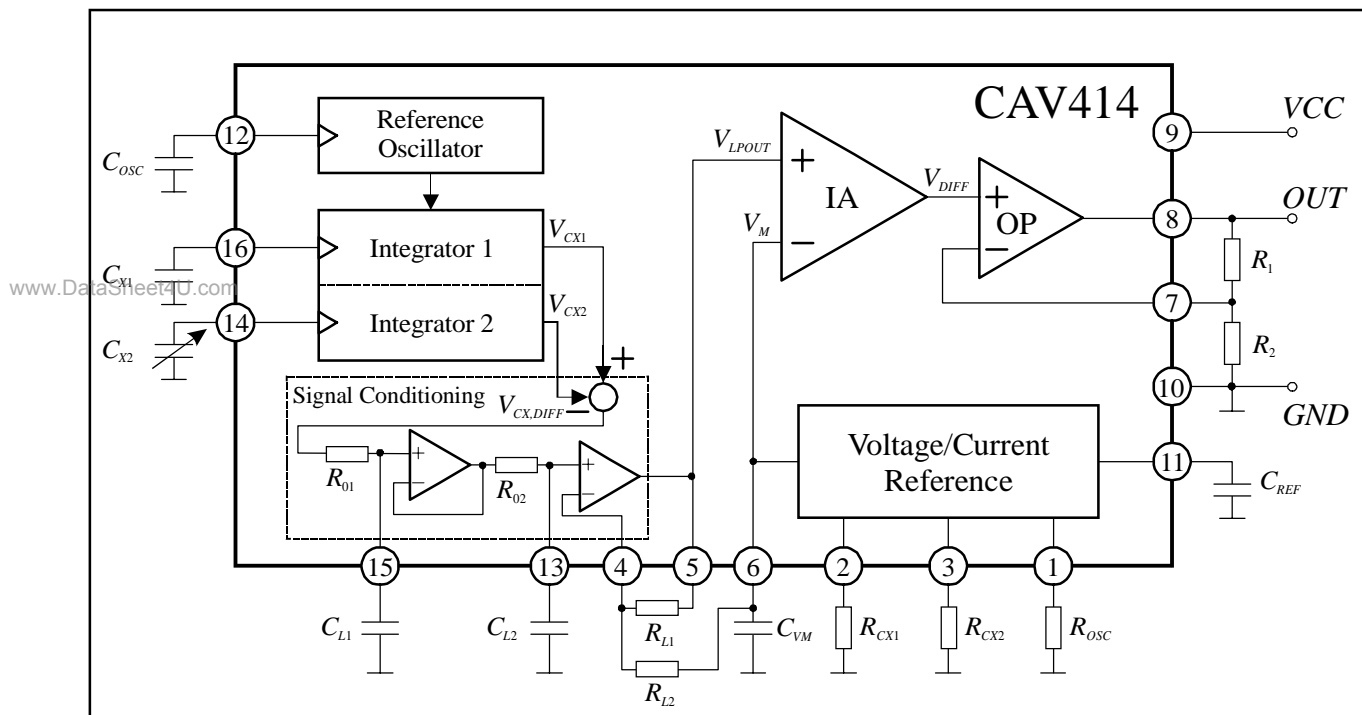 CAV414
Reference
Oscillator
12
C_OSC
9
VCC
V_LPOUT
+
IA
V_DIFF
+
OP
8
OUT
16
Integrator 1
V_CX1
V_M
−
−
R_1
C_X1
www.DataSheet4U.com
7
14
Integrator 2
V_CX2
C_X2
R_2
+
Signal Conditioning
V_CX,DIFF
−
10
GND
Voltage/Current
Reference
11
C_REF
R_01
+
−
R_02
+
−
15
13
4
5
6
2
3
1
C_L1
C_L2
R_L1
C_VM
R_CX1
R_CX2
R_OSC
R_L2